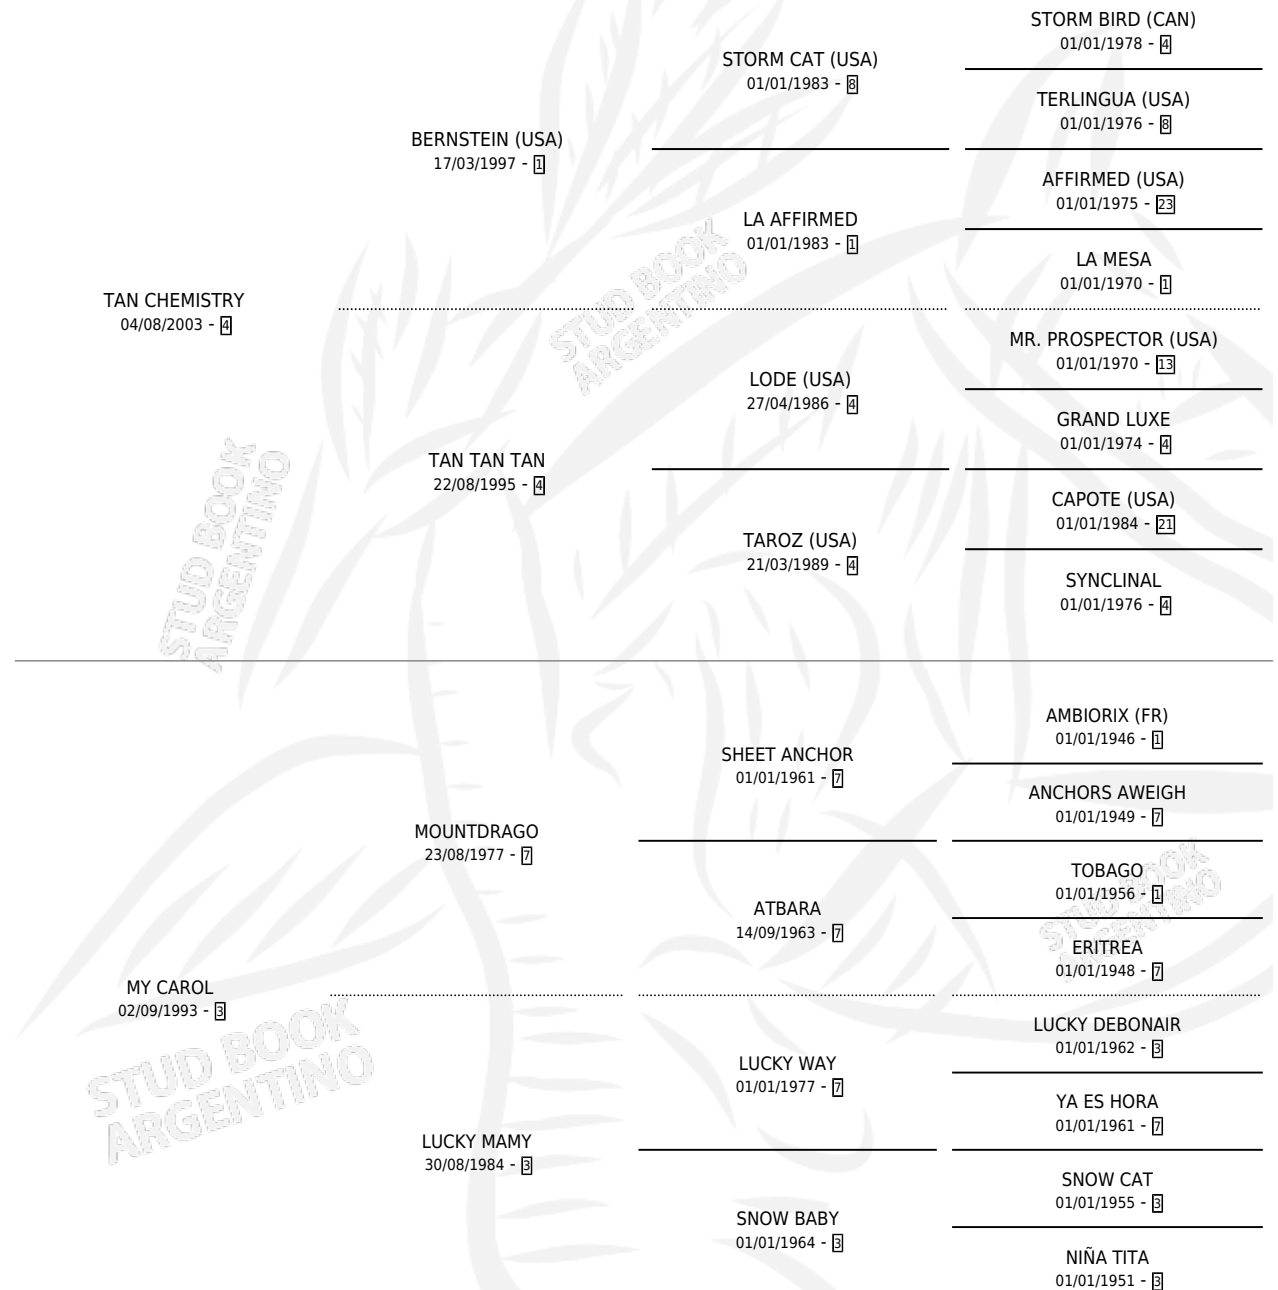 STORM BIRD (CAN)
01/01/1978 - 4
STORM CAT (USA)
01/01/1983 - 8
TERLINGUA (USA)
01/01/1976 - 8
BERNSTEIN (USA)
17/03/1997 - 1
AFFIRMED (USA)
01/01/1975 - 23
LA AFFIRMED
01/01/1983 - 1
LA MESA
01/01/1970 - 1
TAN CHEMISTRY
04/08/2003 - 4
MR. PROSPECTOR (USA)
01/01/1970 - 13
LODE (USA)
27/04/1986 - 4
GRAND LUXE
01/01/1974 - 4
TAN TAN TAN
22/08/1995 - 4
CAPOTE (USA)
01/01/1984 - 21
TAROZ (USA)
21/03/1989 - 4
SYNCLINAL
01/01/1976 - 4
STUD BOOK
ARGENTINO
STUD BOOK
ARGENTINO
AMBIORIX (FR)
01/01/1946 - 1
SHEET ANCHOR
01/01/1961 - 7
ANCHORS AWEIGH
01/01/1949 - 7
MOUNTDRAGO
23/08/1977 - 7
TOBAGO
01/01/1956 - 1
ATBARA
14/09/1963 - 7
ERITREA
01/01/1948 - 7
MY CAROL
02/09/1993 - 3
LUCKY DEBONAIR
01/01/1962 - 3
LUCKY WAY
01/01/1977 - 7
YA ES HORA
01/01/1961 - 7
LUCKY MAMY
30/08/1984 - 3
SNOW CAT
01/01/1955 - 3
SNOW BABY
01/01/1964 - 3
NIÑA TITA
01/01/1951 - 3
STUD BOOK
ARGENTINO
STUD BOOK
ARGENTINO